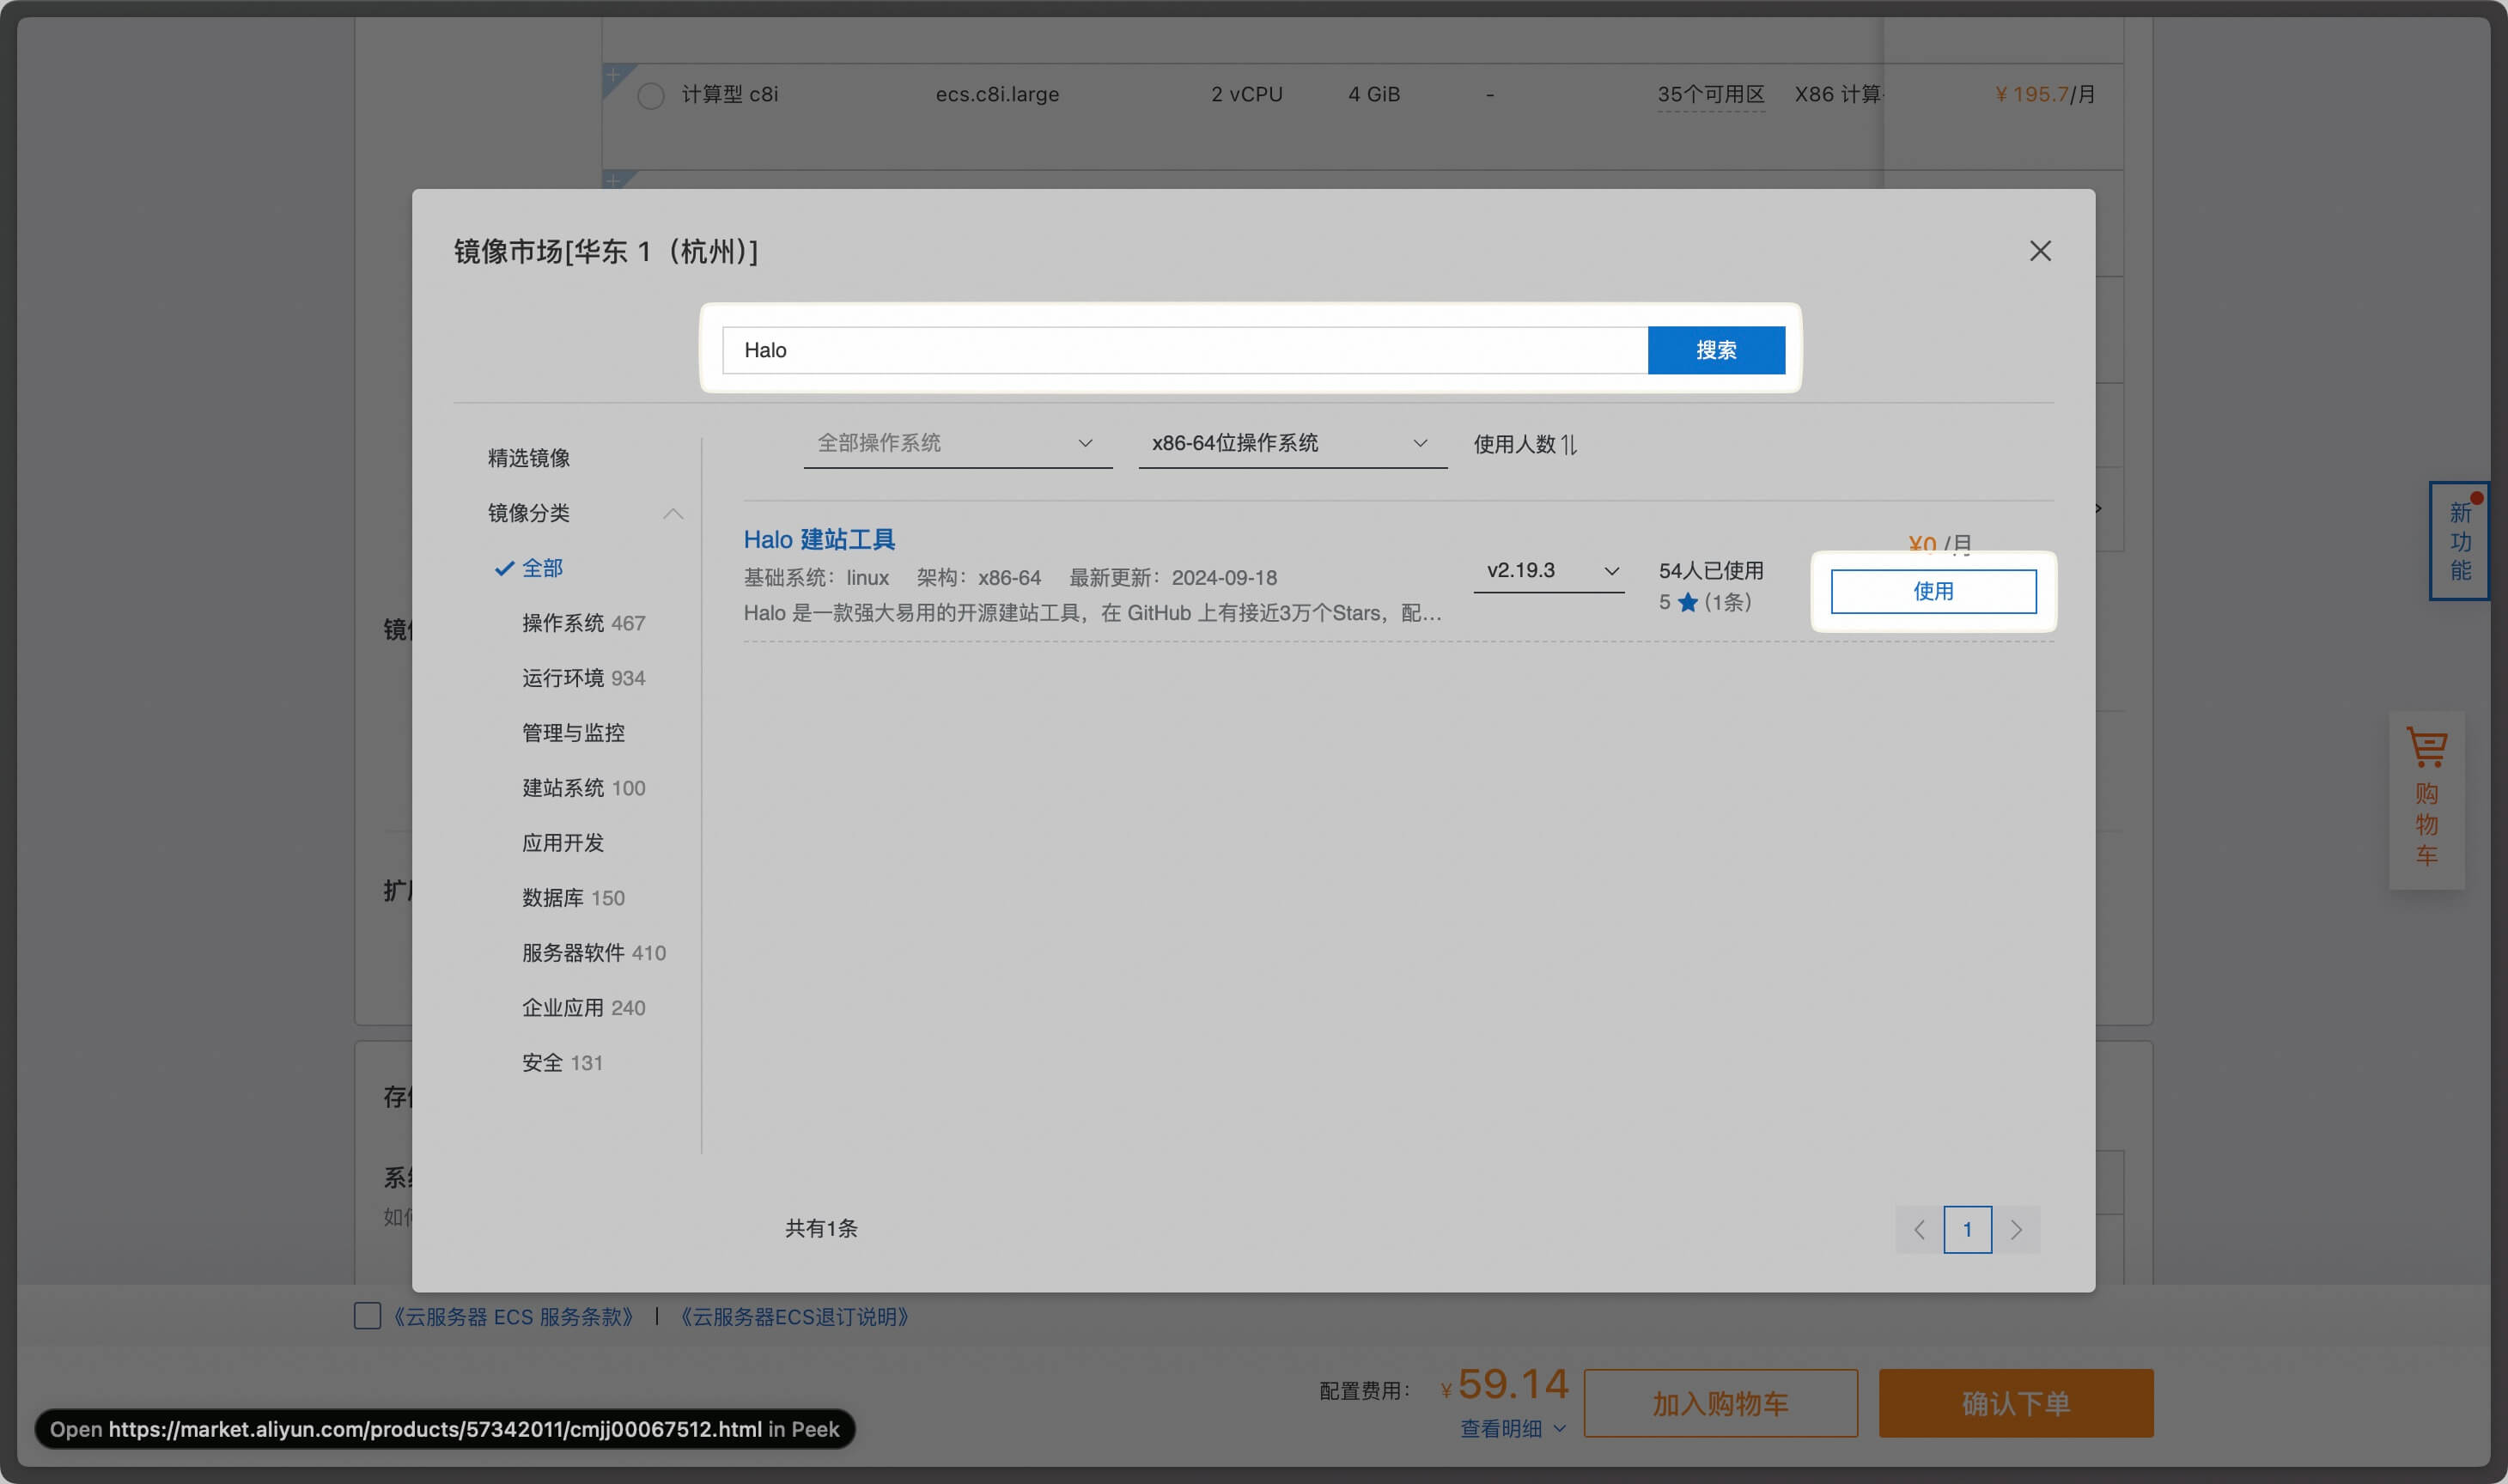 计算型 c8i ecs.c8i.large 2 vCPU 4 GiB - 35个可用区 X86 计算 ¥ 195.7/月
镜像市场[华东 1（杭州）]
Halo 搜索
全部操作系统 x86-64位操作系统 使用人数
精选镜像
镜像分类
全部
操作系统 467
运行环境 934
管理与监控
建站系统 100
应用开发
数据库 150
服务器软件 410
企业应用 240
安全 131
Halo 建站工具
基础系统：linux 架构：x86-64 最新更新：2024-09-18
Halo 是一款强大易用的开源建站工具，在 GitHub 上有接近3万个Stars，配...
v2.19.3
54人已使用
5 ★ (1条)
¥0 /月
使用
共有1条
1
新功能
购物车
镜
扩
存
系
如
《云服务器 ECS 服务条款》 | 《云服务器ECS退订说明》
配置费用： ¥ 59.14
查看明细
加入购物车
确认下单
Open https://market.aliyun.com/products/57342011/cmjj00067512.html in Peek